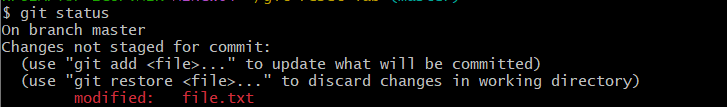 $ git status
On branch master
Changes not staged for commit:
  (use "git add <file>..." to update what will be committed)
  (use "git restore <file>..." to discard changes in working directory)
        modified:   file.txt